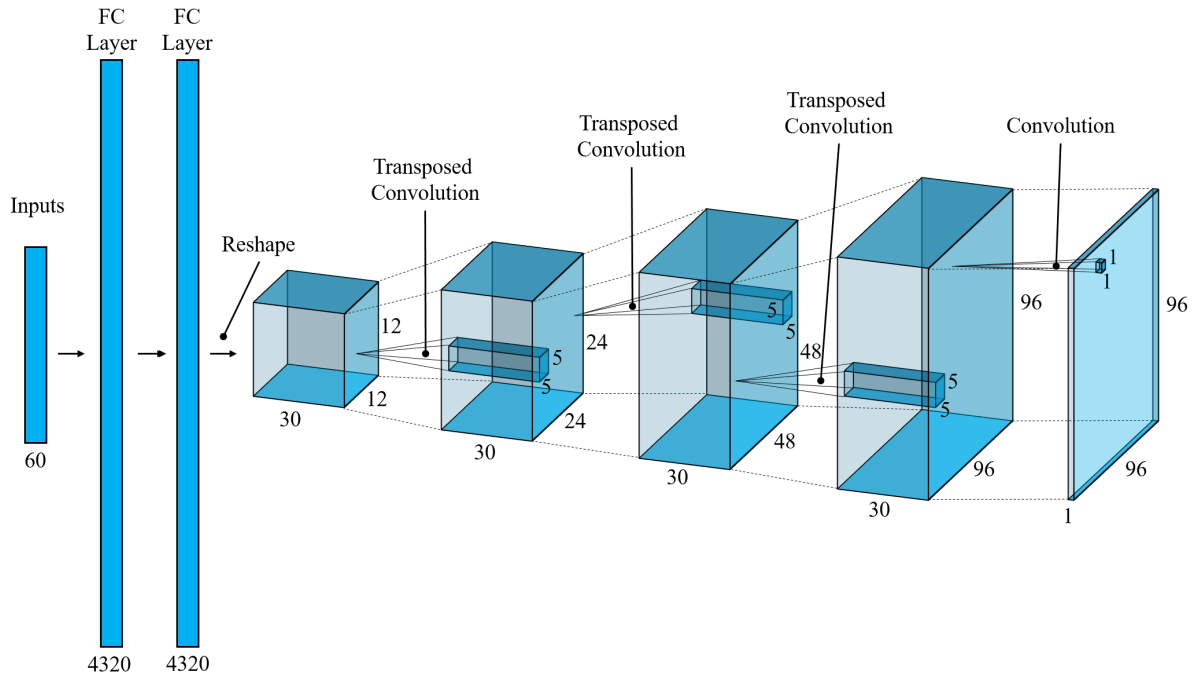 FC
Layer
FC
Layer
Inputs
60
4320
4320
Reshape
12
12
30
Transposed
Convolution
5
5
24
24
30
Transposed
Convolution
5
5
48
48
30
Transposed
Convolution
5
5
96
96
30
Convolution
1
1
96
96
1